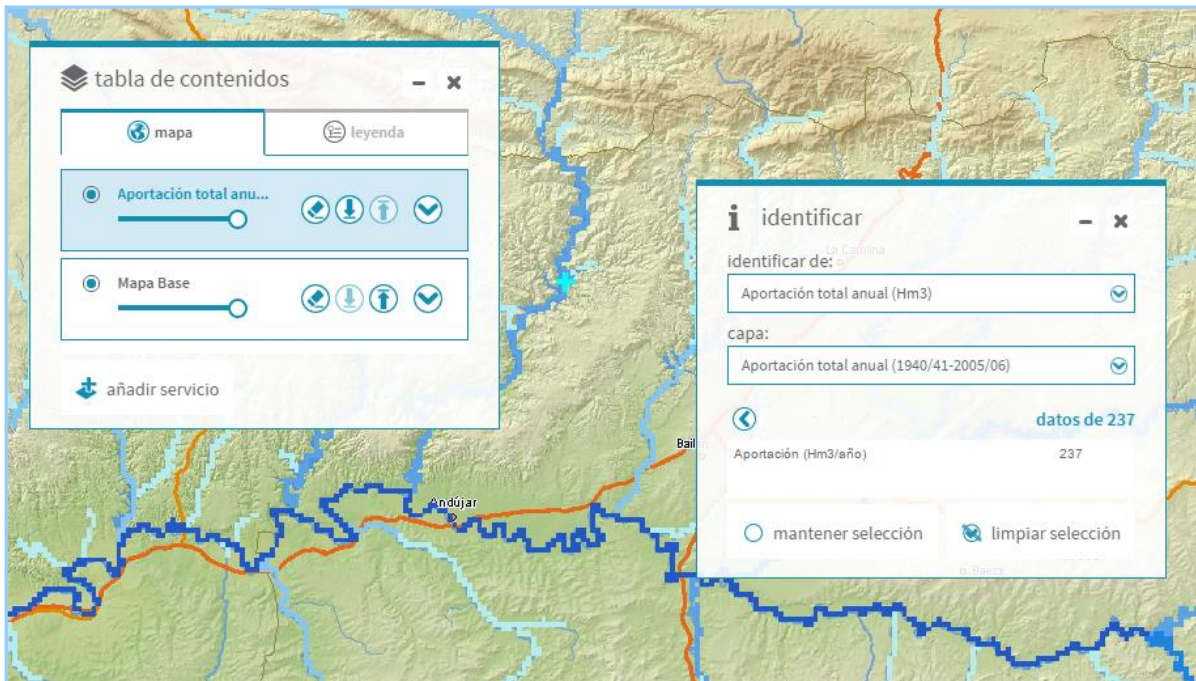 tabla de contenidos
mapa
leyenda
Aportación total anu...
Mapa Base
añadir servicio
identificar
La Carolina
identificar de:
Aportación total anual (Hm3)
capa:
Aportación total anual (1940/41-2005/06)
datos de 237
Aportación (Hm3/año) 237
mantener selección
limpiar selección
Bail
Andújar
Baeza